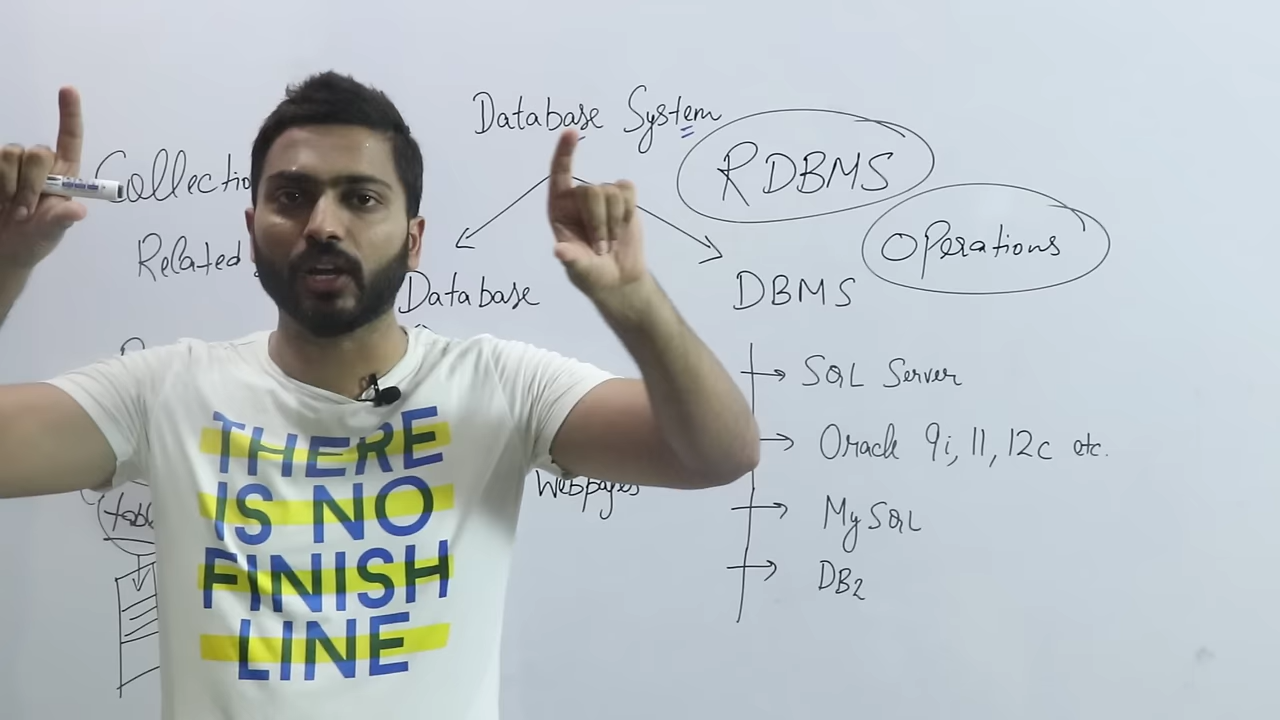 Database System
RDBMS
Operations
Related
Database
DBMS
SQL Server
Oracle 9i, 11, 12c etc.
Webpages
MySQL
DB2
THERE
IS NO
FINISH
LINE